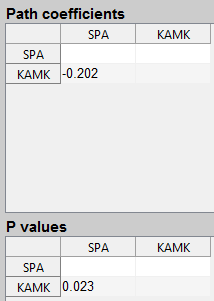 Path coefficients
SPA KAMK
SPA
KAMK -0.202
P values
SPA KAMK
SPA
KAMK 0.023